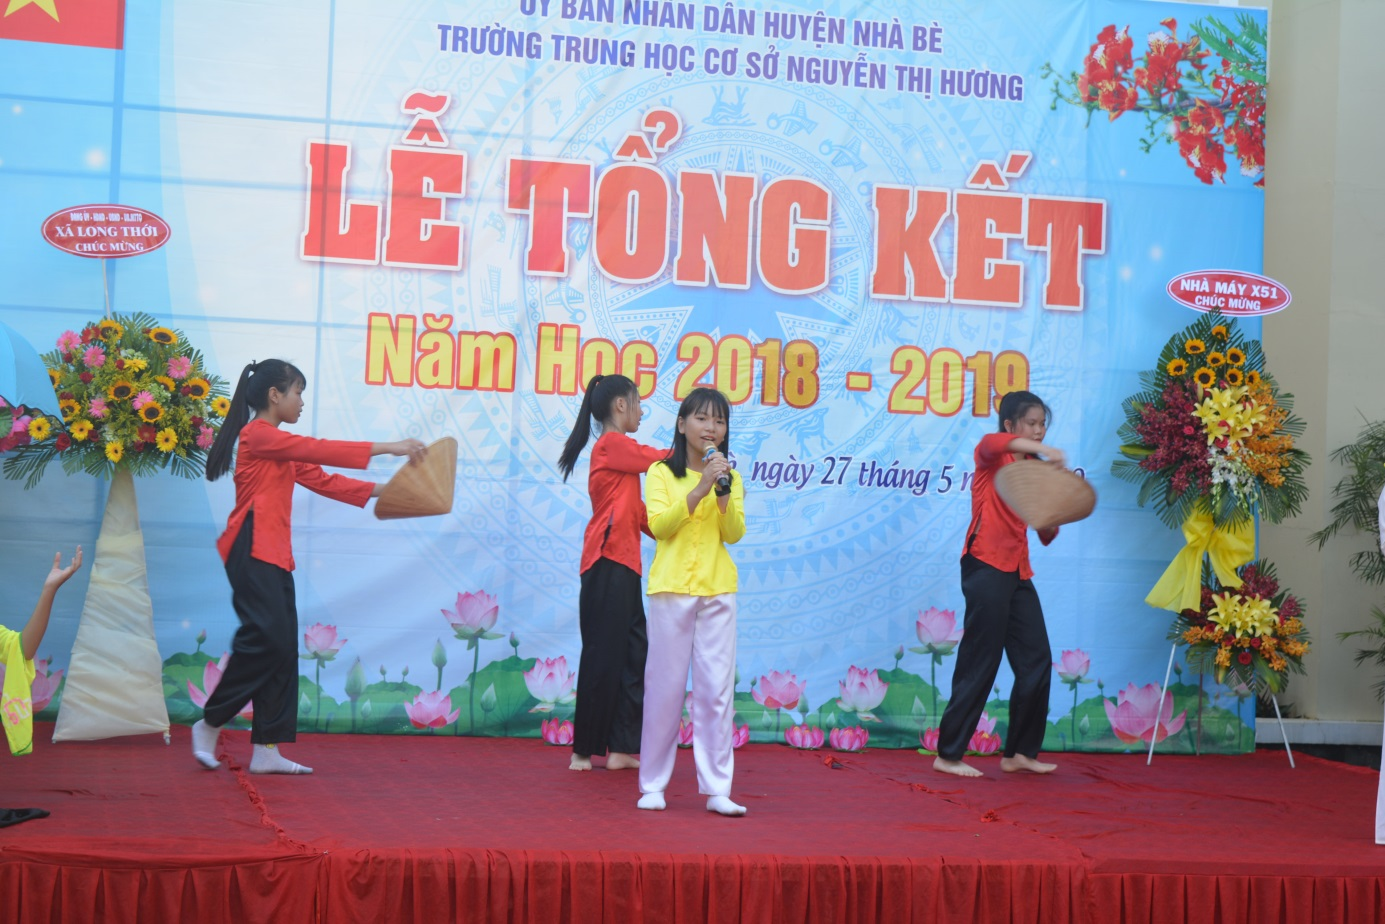 ỦY BAN NHÂN DÂN HUYỆN NHÀ BÈ
TRƯỜNG TRUNG HỌC CƠ SỞ NGUYỄN THỊ HƯƠNG
LỄ TỔNG KẾT
Năm Học 2018 - 2019
ngày 27 tháng 5
XÃ LONG THỚI
CHÚC MỪNG
NHÀ MÁY X51
CHÚC MỪNG